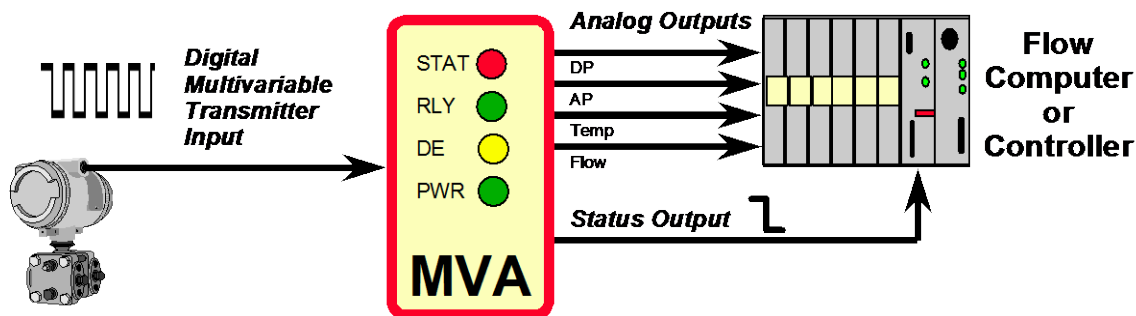 Digital
Multivariable
Transmitter
Input
STAT
RLY
DE
PWR
MVA
Analog Outputs
DP
AP
Temp
Flow
Status Output
Flow
Computer
or
Controller